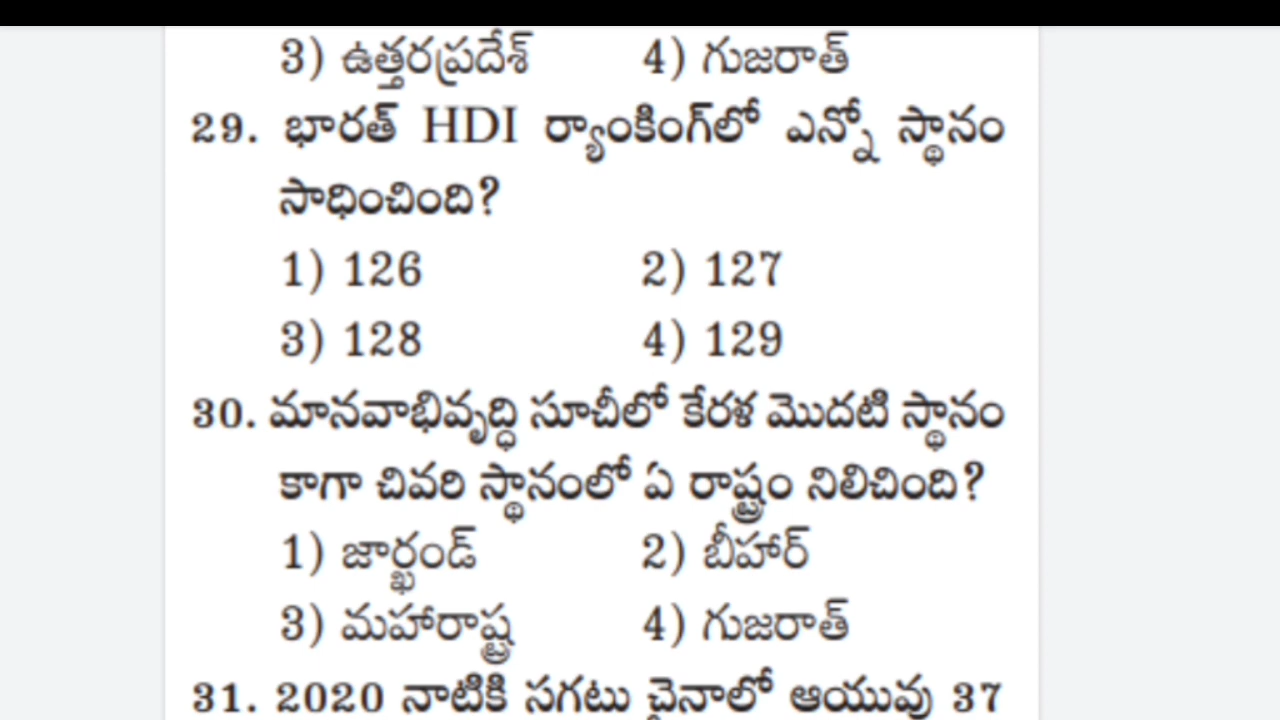 3) ఉత్తరప్రదేశ్ 4) గుజరాత్
29. భారత్ HDI ర్యాంకింగ్‌లో ఎన్నో స్థానం
సాధించింది?
1) 126 2) 127
3) 128 4) 129
30. మానవాభివృద్ధి సూచీలో కేరళ మొదటి స్థానం
కాగా చివరి స్థానంలో ఏ రాష్ట్రం నిలిచింది?
1) జార్ఖండ్ 2) బీహార్
3) మహారాష్ట్ర 4) గుజరాత్
31. 2020 నాటికి సగటు చైనాలో ఆయువు 37